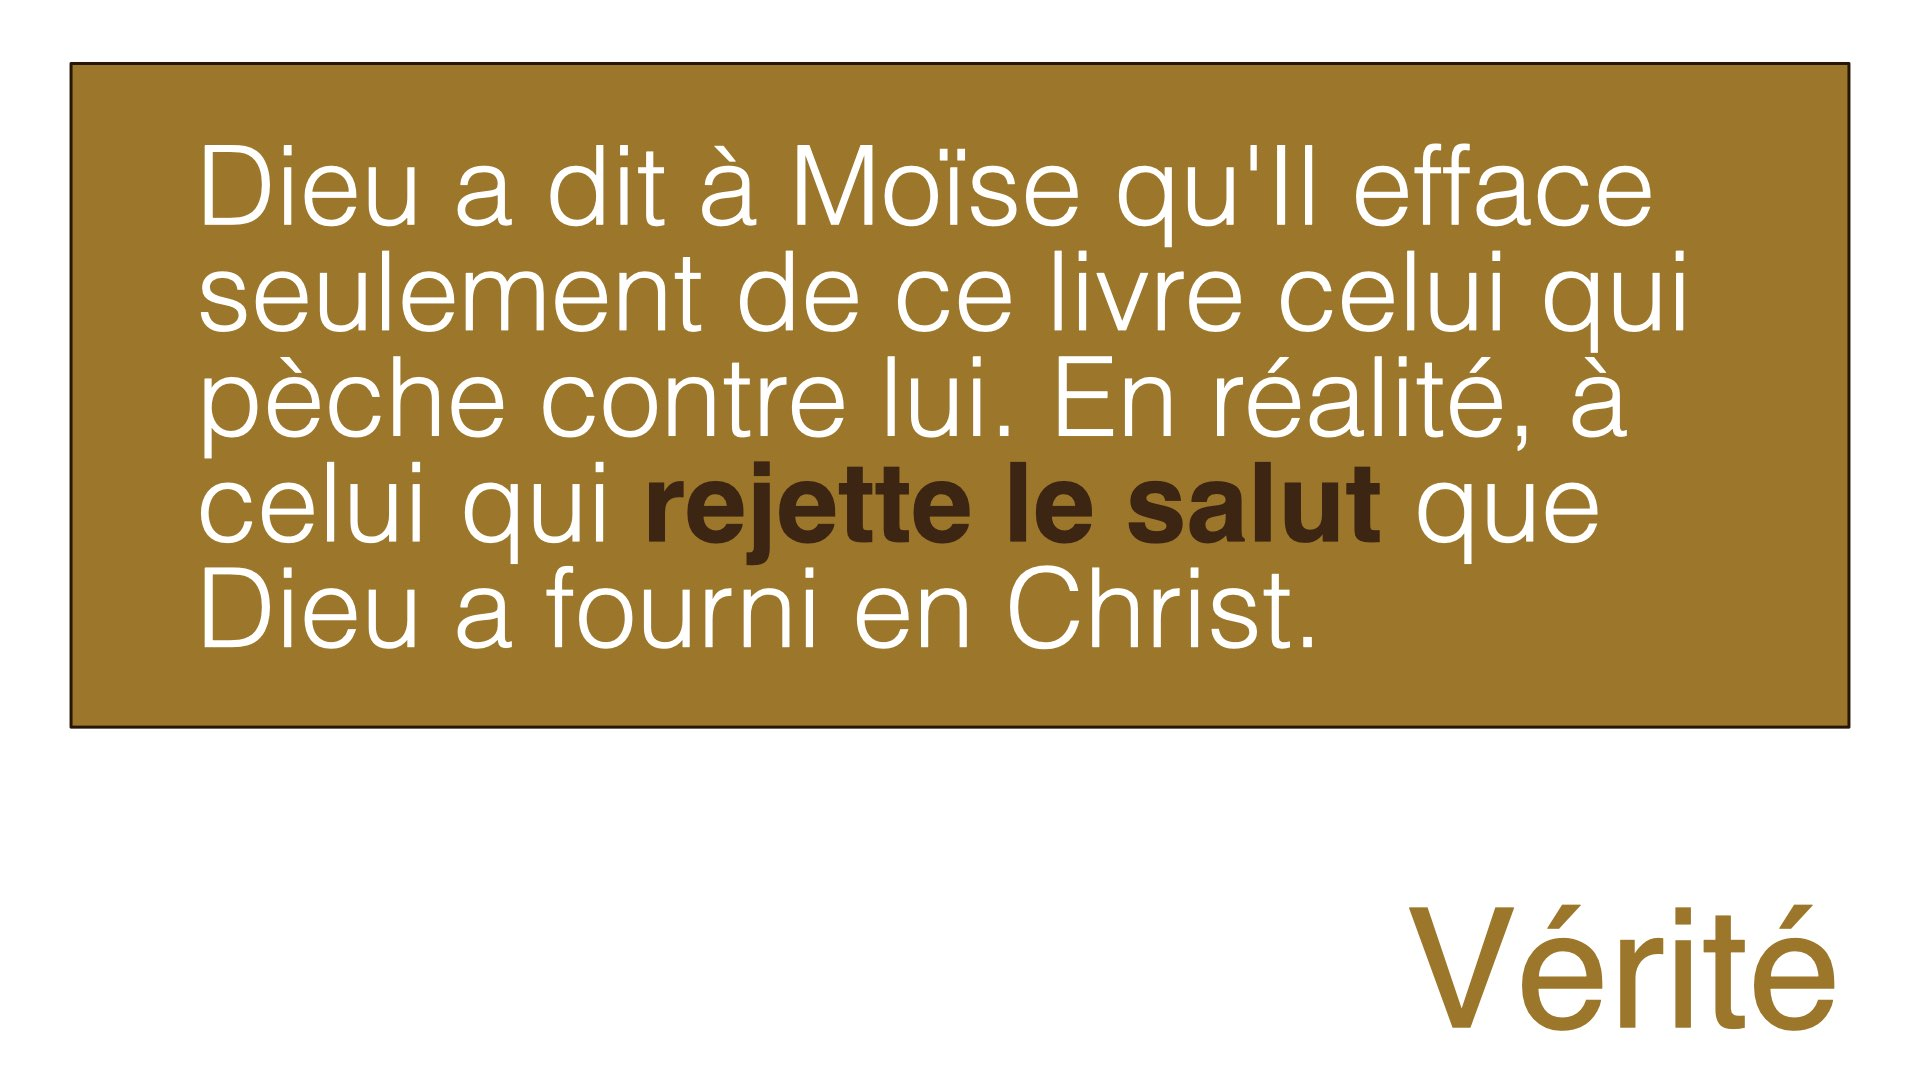 Dieu a dit à Moïse qu'Il efface
seulement de ce livre celui qui
pèche contre lui. En réalité, à
celui qui rejette le salut que
Dieu a fourni en Christ.
Vérité